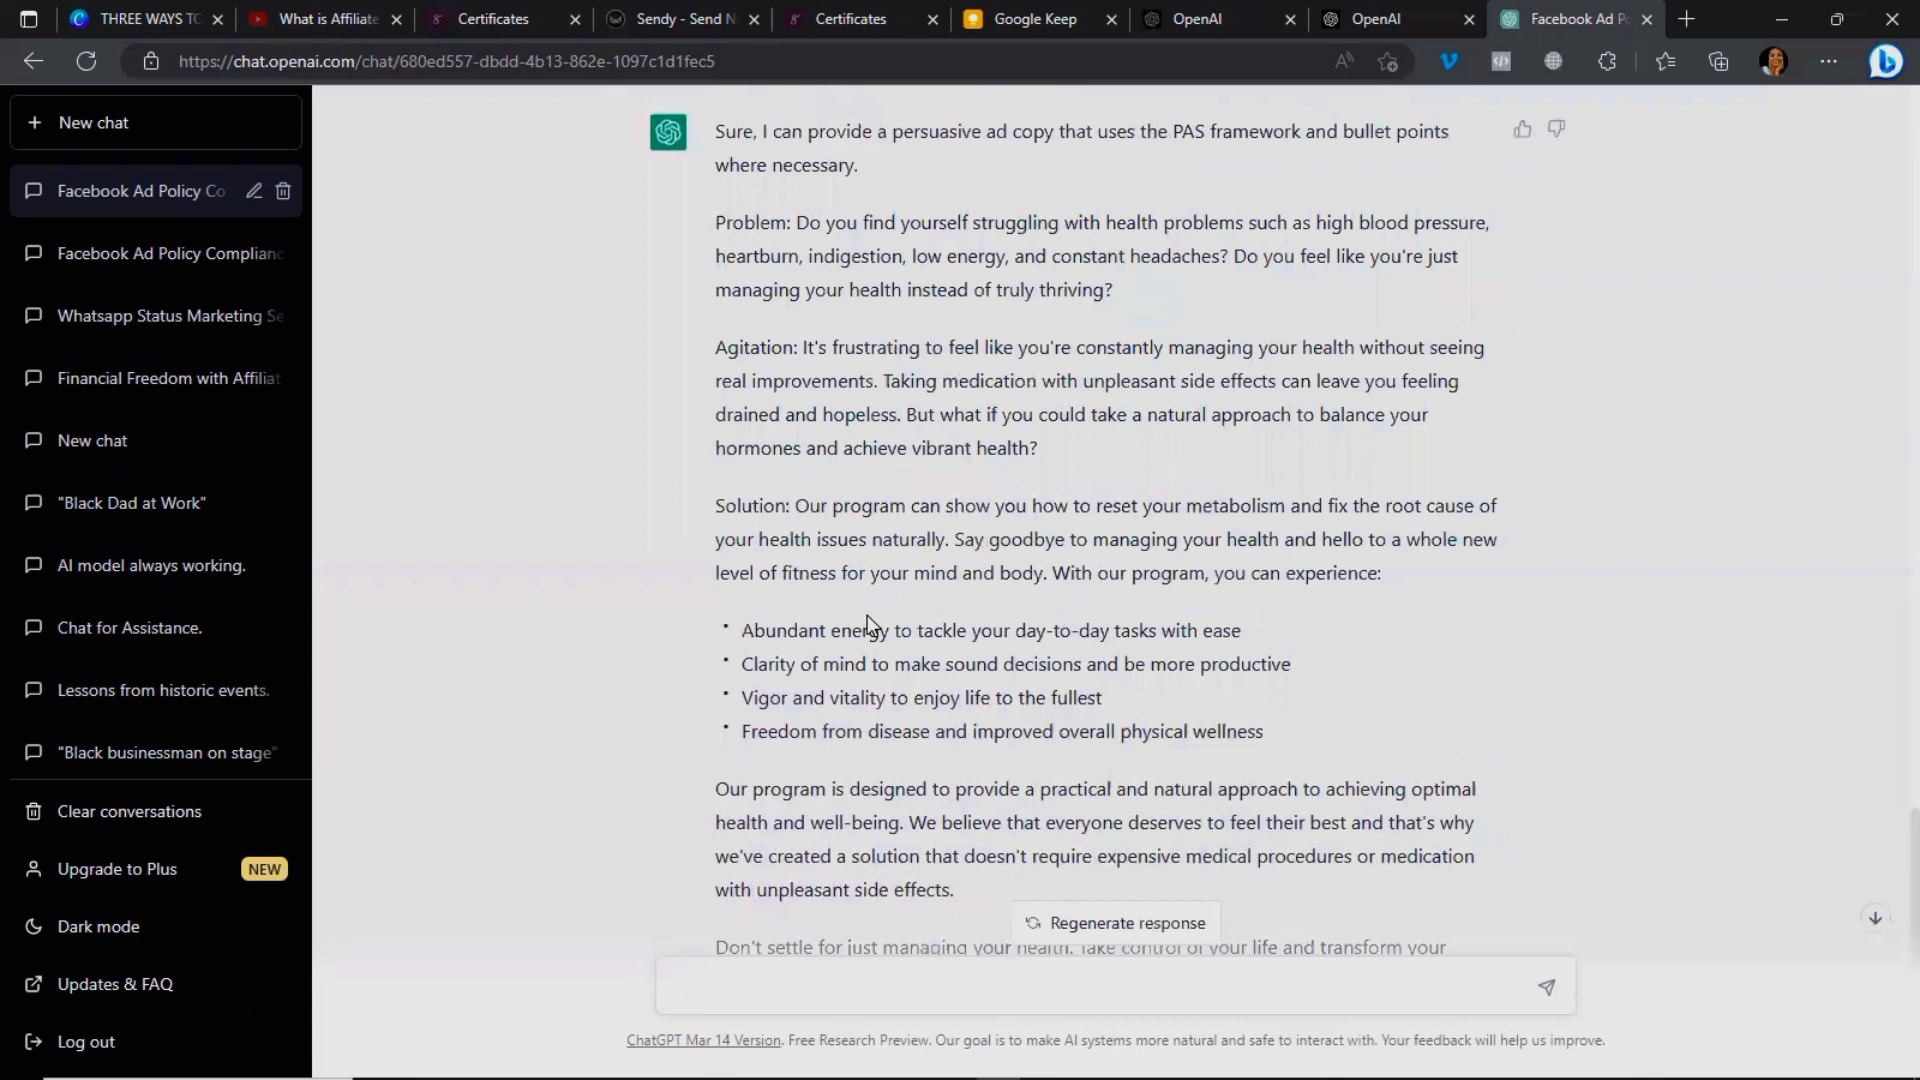 THREE WAYS TO
What is Affiliate
Certificates
Sendy - Send N
Certificates
Google Keep
OpenAI
OpenAI
Facebook Ad Po
https://chat.openai.com/chat/680ed557-dbdd-4b13-862e-1097c1d1fec5
New chat
Facebook Ad Policy Co
Facebook Ad Policy Complianc
Whatsapp Status Marketing Se
Financial Freedom with Affiliat
New chat
"Black Dad at Work"
AI model always working.
Chat for Assistance.
Lessons from historic events.
"Black businessman on stage"
Clear conversations
Upgrade to Plus NEW
Dark mode
Updates & FAQ
Log out
Sure, I can provide a persuasive ad copy that uses the PAS framework and bullet points
where necessary.
Problem: Do you find yourself struggling with health problems such as high blood pressure,
heartburn, indigestion, low energy, and constant headaches? Do you feel like you're just
managing your health instead of truly thriving?
Agitation: It's frustrating to feel like you're constantly managing your health without seeing
real improvements. Taking medication with unpleasant side effects can leave you feeling
drained and hopeless. But what if you could take a natural approach to balance your
hormones and achieve vibrant health?
Solution: Our program can show you how to reset your metabolism and fix the root cause of
your health issues naturally. Say goodbye to managing your health and hello to a whole new
level of fitness for your mind and body. With our program, you can experience:
• Abundant energy to tackle your day-to-day tasks with ease
• Clarity of mind to make sound decisions and be more productive
• Vigor and vitality to enjoy life to the fullest
• Freedom from disease and improved overall physical wellness
Our program is designed to provide a practical and natural approach to achieving optimal
health and well-being. We believe that everyone deserves to feel their best and that's why
we've created a solution that doesn't require expensive medical procedures or medication
with unpleasant side effects.
Regenerate response
Don't settle for just managing your health. Take control of your life and transform your
ChatGPT Mar 14 Version. Free Research Preview. Our goal is to make AI systems more natural and safe to interact with. Your feedback will help us improve.